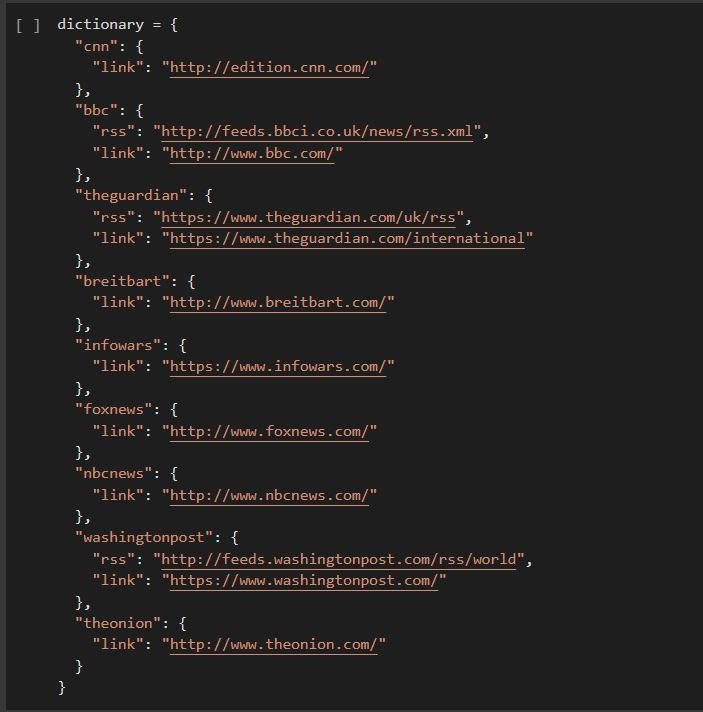 [ ] dictionary = {
"cnn": {
"link": "http://edition.cnn.com/"
},
"bbc": {
"rss": "http://feeds.bbci.co.uk/news/rss.xml",
"link": "http://www.bbc.com/"
},
"theguardian": {
"rss": "https://www.theguardian.com/uk/rss",
"link": "https://www.theguardian.com/international"
},
"breitbart": {
"link": "http://www.breitbart.com/"
},
"infowars": {
"link": "https://www.infowars.com/"
},
"foxnews": {
"link": "http://www.foxnews.com/"
},
"nbcnews": {
"link": "http://www.nbcnews.com/"
},
"washingtonpost": {
"rss": "http://feeds.washingtonpost.com/rss/world",
"link": "https://www.washingtonpost.com/"
},
"theonion": {
"link": "http://www.theonion.com/"
}
}